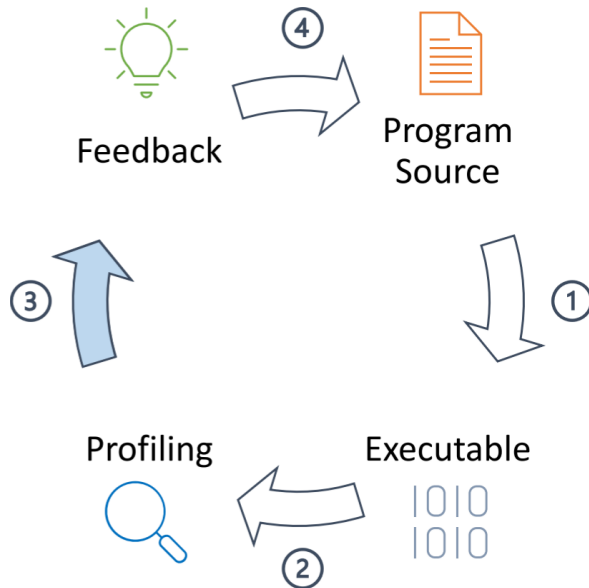 4
Feedback
Program
Source
3
1
Profiling
Executable
1010
1010
2